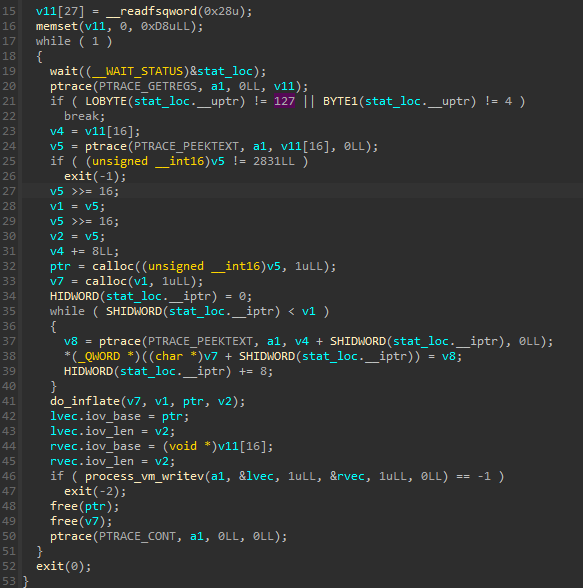 15 v11[27] = __readfsqword(0x28u);
16 memset(v11, 0, 0xD8uLL);
17 while ( 1 )
18 {
19 wait((__WAIT_STATUS)&stat_loc);
20 ptrace(PTRACE_GETREGS, a1, 0LL, v11);
21 if ( LOBYTE(stat_loc.__uptr) != 127 || BYTE1(stat_loc.__uptr) != 4 )
22 break;
23 v4 = v11[16];
24 v5 = ptrace(PTRACE_PEEKTEXT, a1, v11[16], 0LL);
25 if ( (unsigned __int16)v5 != 2831LL )
26 exit(-1);
27 v5 >>= 16;
28 v1 = v5;
29 v5 >>= 16;
30 v2 = v5;
31 v4 += 8LL;
32 ptr = calloc((unsigned __int16)v5, 1uLL);
33 v7 = calloc(v1, 1uLL);
34 HIDWORD(stat_loc.__iptr) = 0;
35 while ( SHIDWORD(stat_loc.__iptr) < v1 )
36 {
37 v8 = ptrace(PTRACE_PEEKTEXT, a1, v4 + SHIDWORD(stat_loc.__iptr), 0LL);
38 *(_QWORD *)((char *)v7 + SHIDWORD(stat_loc.__iptr)) = v8;
39 HIDWORD(stat_loc.__iptr) += 8;
40 }
41 do_inflate(v7, v1, ptr, v2);
42 lvec.iov_base = ptr;
43 lvec.iov_len = v2;
44 rvec.iov_base = (void *)v11[16];
45 rvec.iov_len = v2;
46 if ( process_vm_writev(a1, &lvec, 1uLL, &rvec, 1uLL, 0LL) == -1 )
47 exit(-2);
48 free(ptr);
49 free(v7);
50 ptrace(PTRACE_CONT, a1, 0LL, 0LL);
51 }
52 exit(0);
53 }